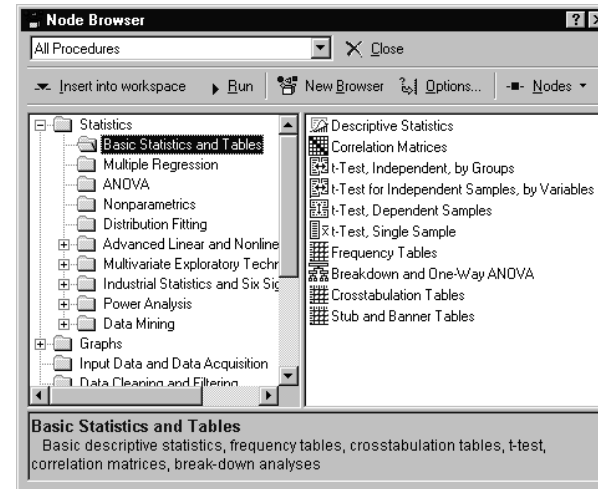 Node Browser
All Procedures
Close
Insert into workspace Run New Browser Options... Nodes
Statistics
Basic Statistics and Tables
Multiple Regression
ANOVA
Nonparametrics
Distribution Fitting
Advanced Linear and Nonline
Multivariate Exploratory Techr
Industrial Statistics and Six Sig
Power Analysis
Data Mining
Graphs
Input Data and Data Acquisition
Data Cleaning and Filtering
Descriptive Statistics
Correlation Matrices
t-Test, Independent, by Groups
t-Test for Independent Samples, by Variables
t-Test, Dependent Samples
t-Test, Single Sample
Frequency Tables
Breakdown and One-Way ANOVA
Crosstabulation Tables
Stub and Banner Tables
Basic Statistics and Tables
Basic descriptive statistics, frequency tables, crosstabulation tables, t-test,
correlation matrices, break-down analyses